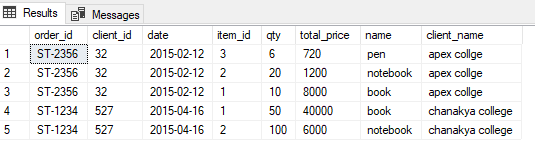 Results Messages
order_id client_id date item_id qty total_price name client_name
1 ST-2356 32 2015-02-12 3 6 720 pen apex collge
2 ST-2356 32 2015-02-12 2 20 1200 notebook apex collge
3 ST-2356 32 2015-02-12 1 10 8000 book apex collge
4 ST-1234 527 2015-04-16 1 50 40000 book chanakya college
5 ST-1234 527 2015-04-16 2 100 6000 notebook chanakya college